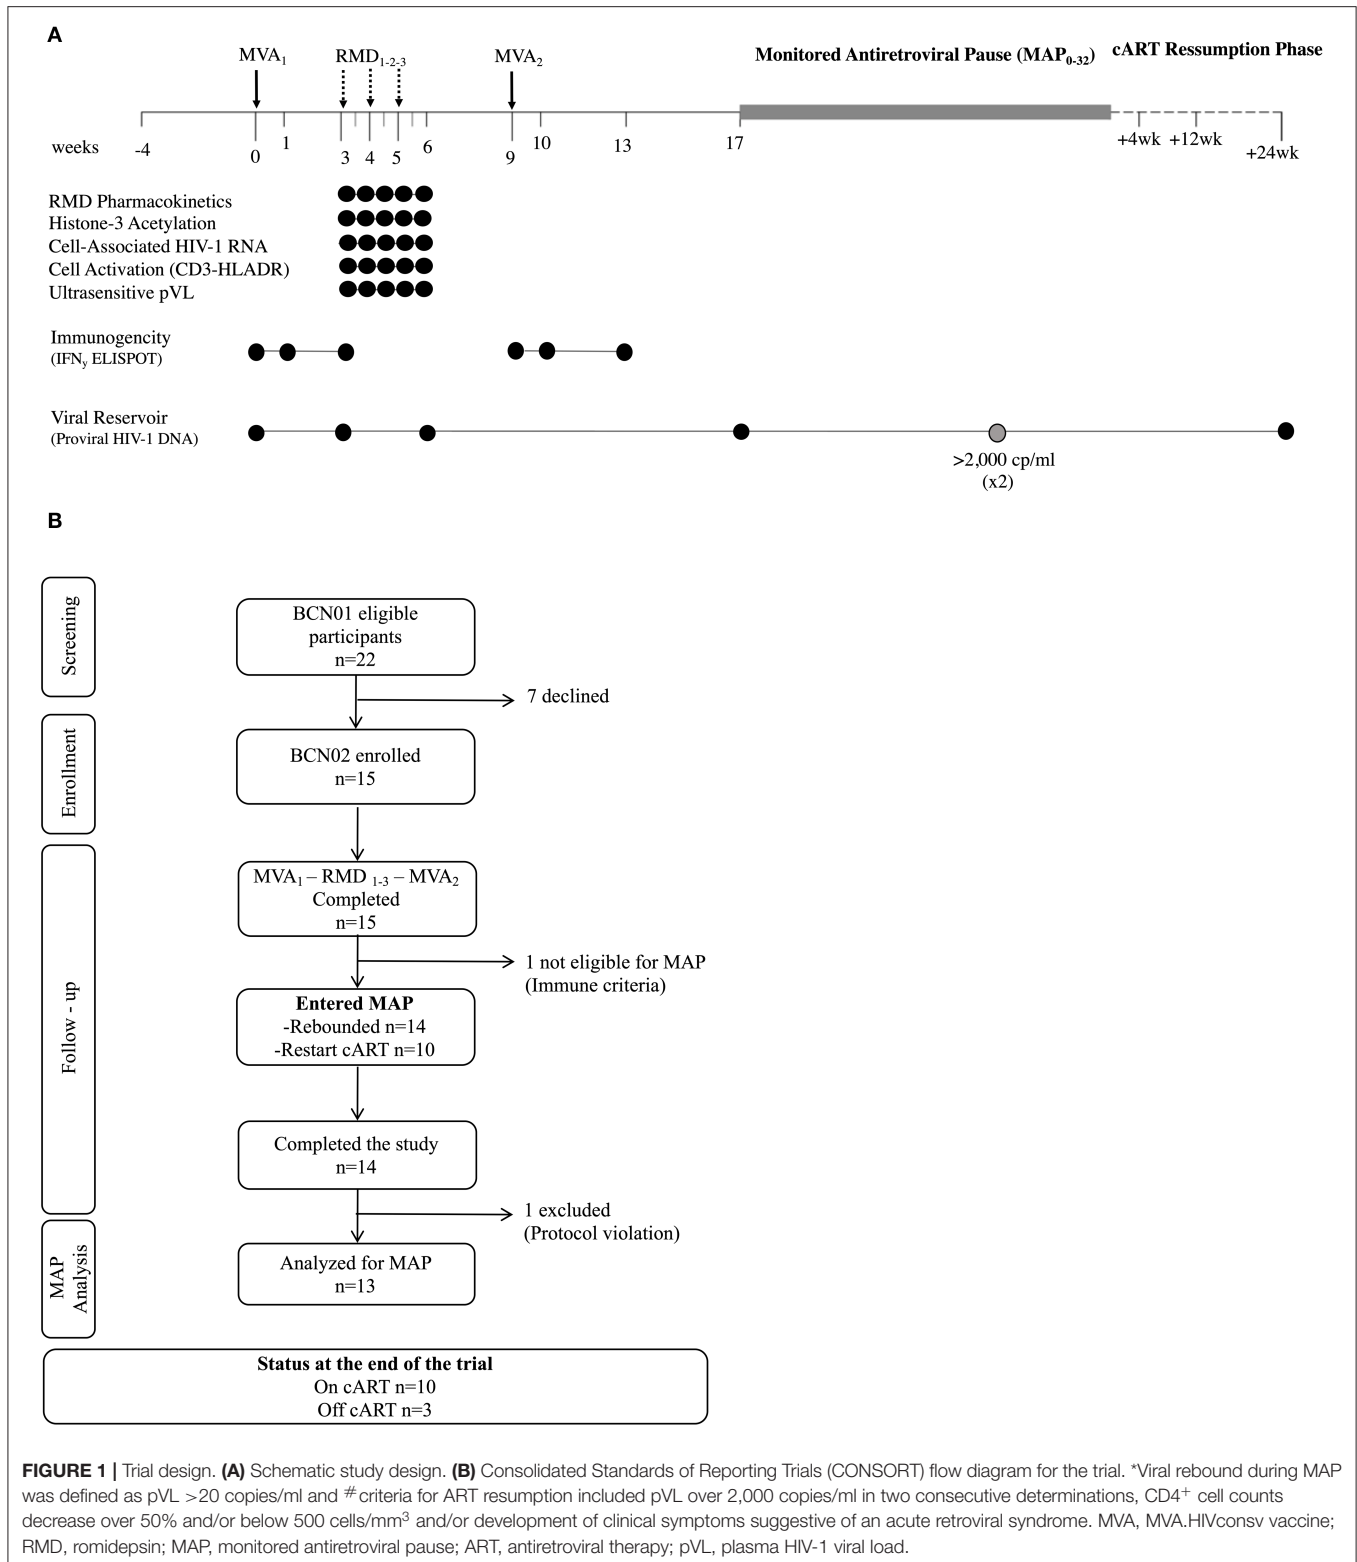 A
MVA1
RMD1-2-3
MVA2
Monitored Antiretroviral Pause (MAP0-32)
cART Ressumption Phase
weeks
-4
0
1
3
4
5
6
9
10
13
17
+4wk
+12wk
+24wk
RMD Pharmacokinetics
Histone-3 Acetylation
Cell-Associated HIV-1 RNA
Cell Activation (CD3-HLADR)
Ultrasensitive pVL
Immunogencity
(IFNγ ELISPOT)
Viral Reservoir
(Proviral HIV-1 DNA)
>2,000 cp/ml
(x2)
B
Screening
BCN01 eligible
participants
n=22
7 declined
Enrollment
BCN02 enrolled
n=15
Follow - up
MVA1 – RMD 1-3 – MVA2
Completed
n=15
1 not eligible for MAP
(Immune criteria)
Entered MAP
-Rebounded n=14
-Restart cART n=10
Completed the study
n=14
1 excluded
(Protocol violation)
MAP
Analysis
Analyzed for MAP
n=13
Status at the end of the trial
On cART n=10
Off cART n=3
FIGURE 1 | Trial design. (A) Schematic study design. (B) Consolidated Standards of Reporting Trials (CONSORT) flow diagram for the trial. *Viral rebound during MAP
was defined as pVL >20 copies/ml and #criteria for ART resumption included pVL over 2,000 copies/ml in two consecutive determinations, CD4+ cell counts
decrease over 50% and/or below 500 cells/mm3 and/or development of clinical symptoms suggestive of an acute retroviral syndrome. MVA, MVA.HIVconsv vaccine;
RMD, romidepsin; MAP, monitored antiretroviral pause; ART, antiretroviral therapy; pVL, plasma HIV-1 viral load.